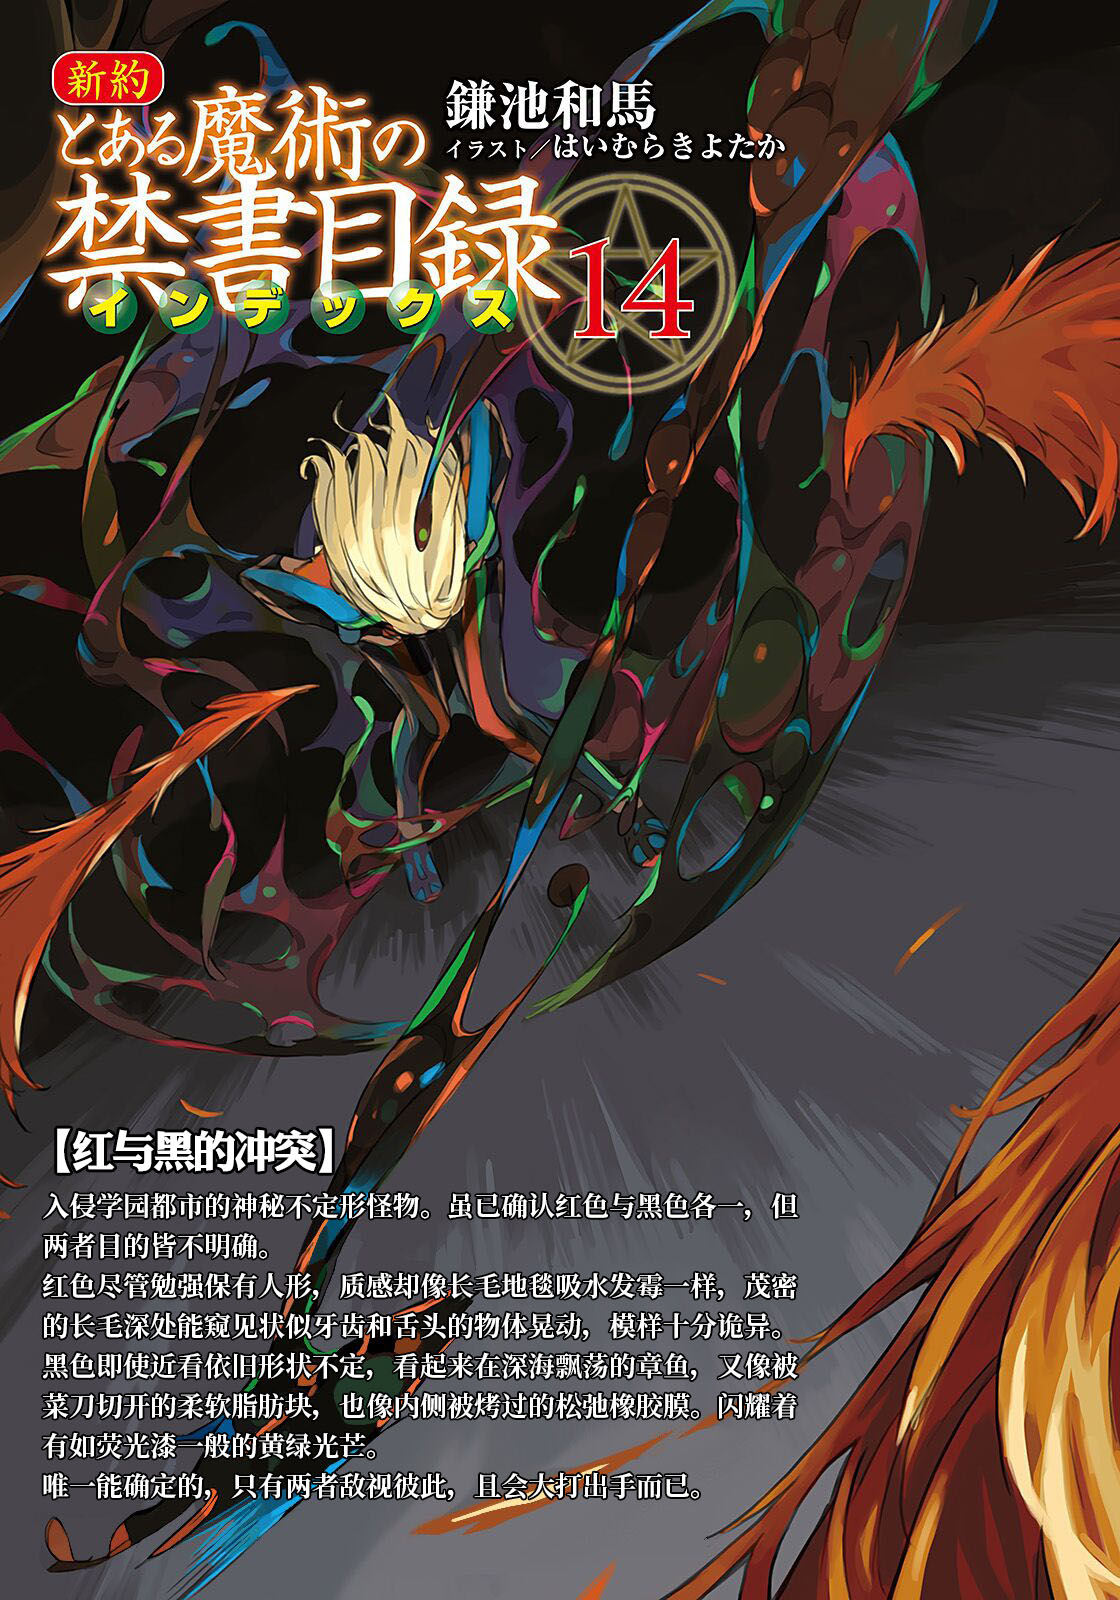 新約
とある魔術の
禁書目録
インデックス
14
鎌池和馬
イラスト／はいむらきよたか
【红与黑的冲突】
入侵学园都市的神秘不定形怪物。虽已确认红色与黑色各一，但
两者目的皆不明确。
红色尽管勉强保有人形，质感却像长毛地毯吸水发霉一样，茂密
的长毛深处能窥见状似牙齿和舌头的物体晃动，模样十分诡异。
黑色即使近看依旧形状不定，看起来在深海飘荡的章鱼，又像被
菜刀切开的柔软脂肪块，也像内侧被烤过的松弛橡胶膜。闪耀着
有如荧光漆一般的黄绿光芒。
唯一能确定的，只有两者敌视彼此，且会大打出手而已。